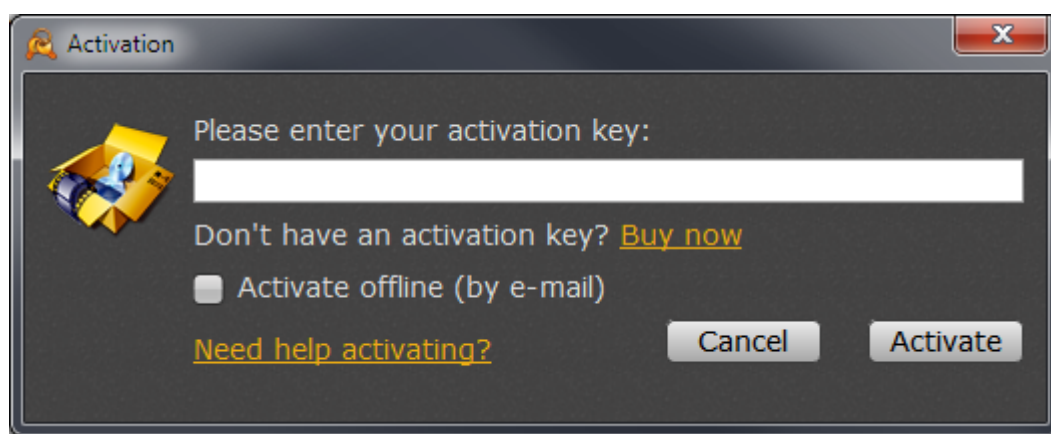 Activation
Please enter your activation key:
Don't have an activation key? Buy now
Activate offline (by e-mail)
Need help activating?
Cancel
Activate